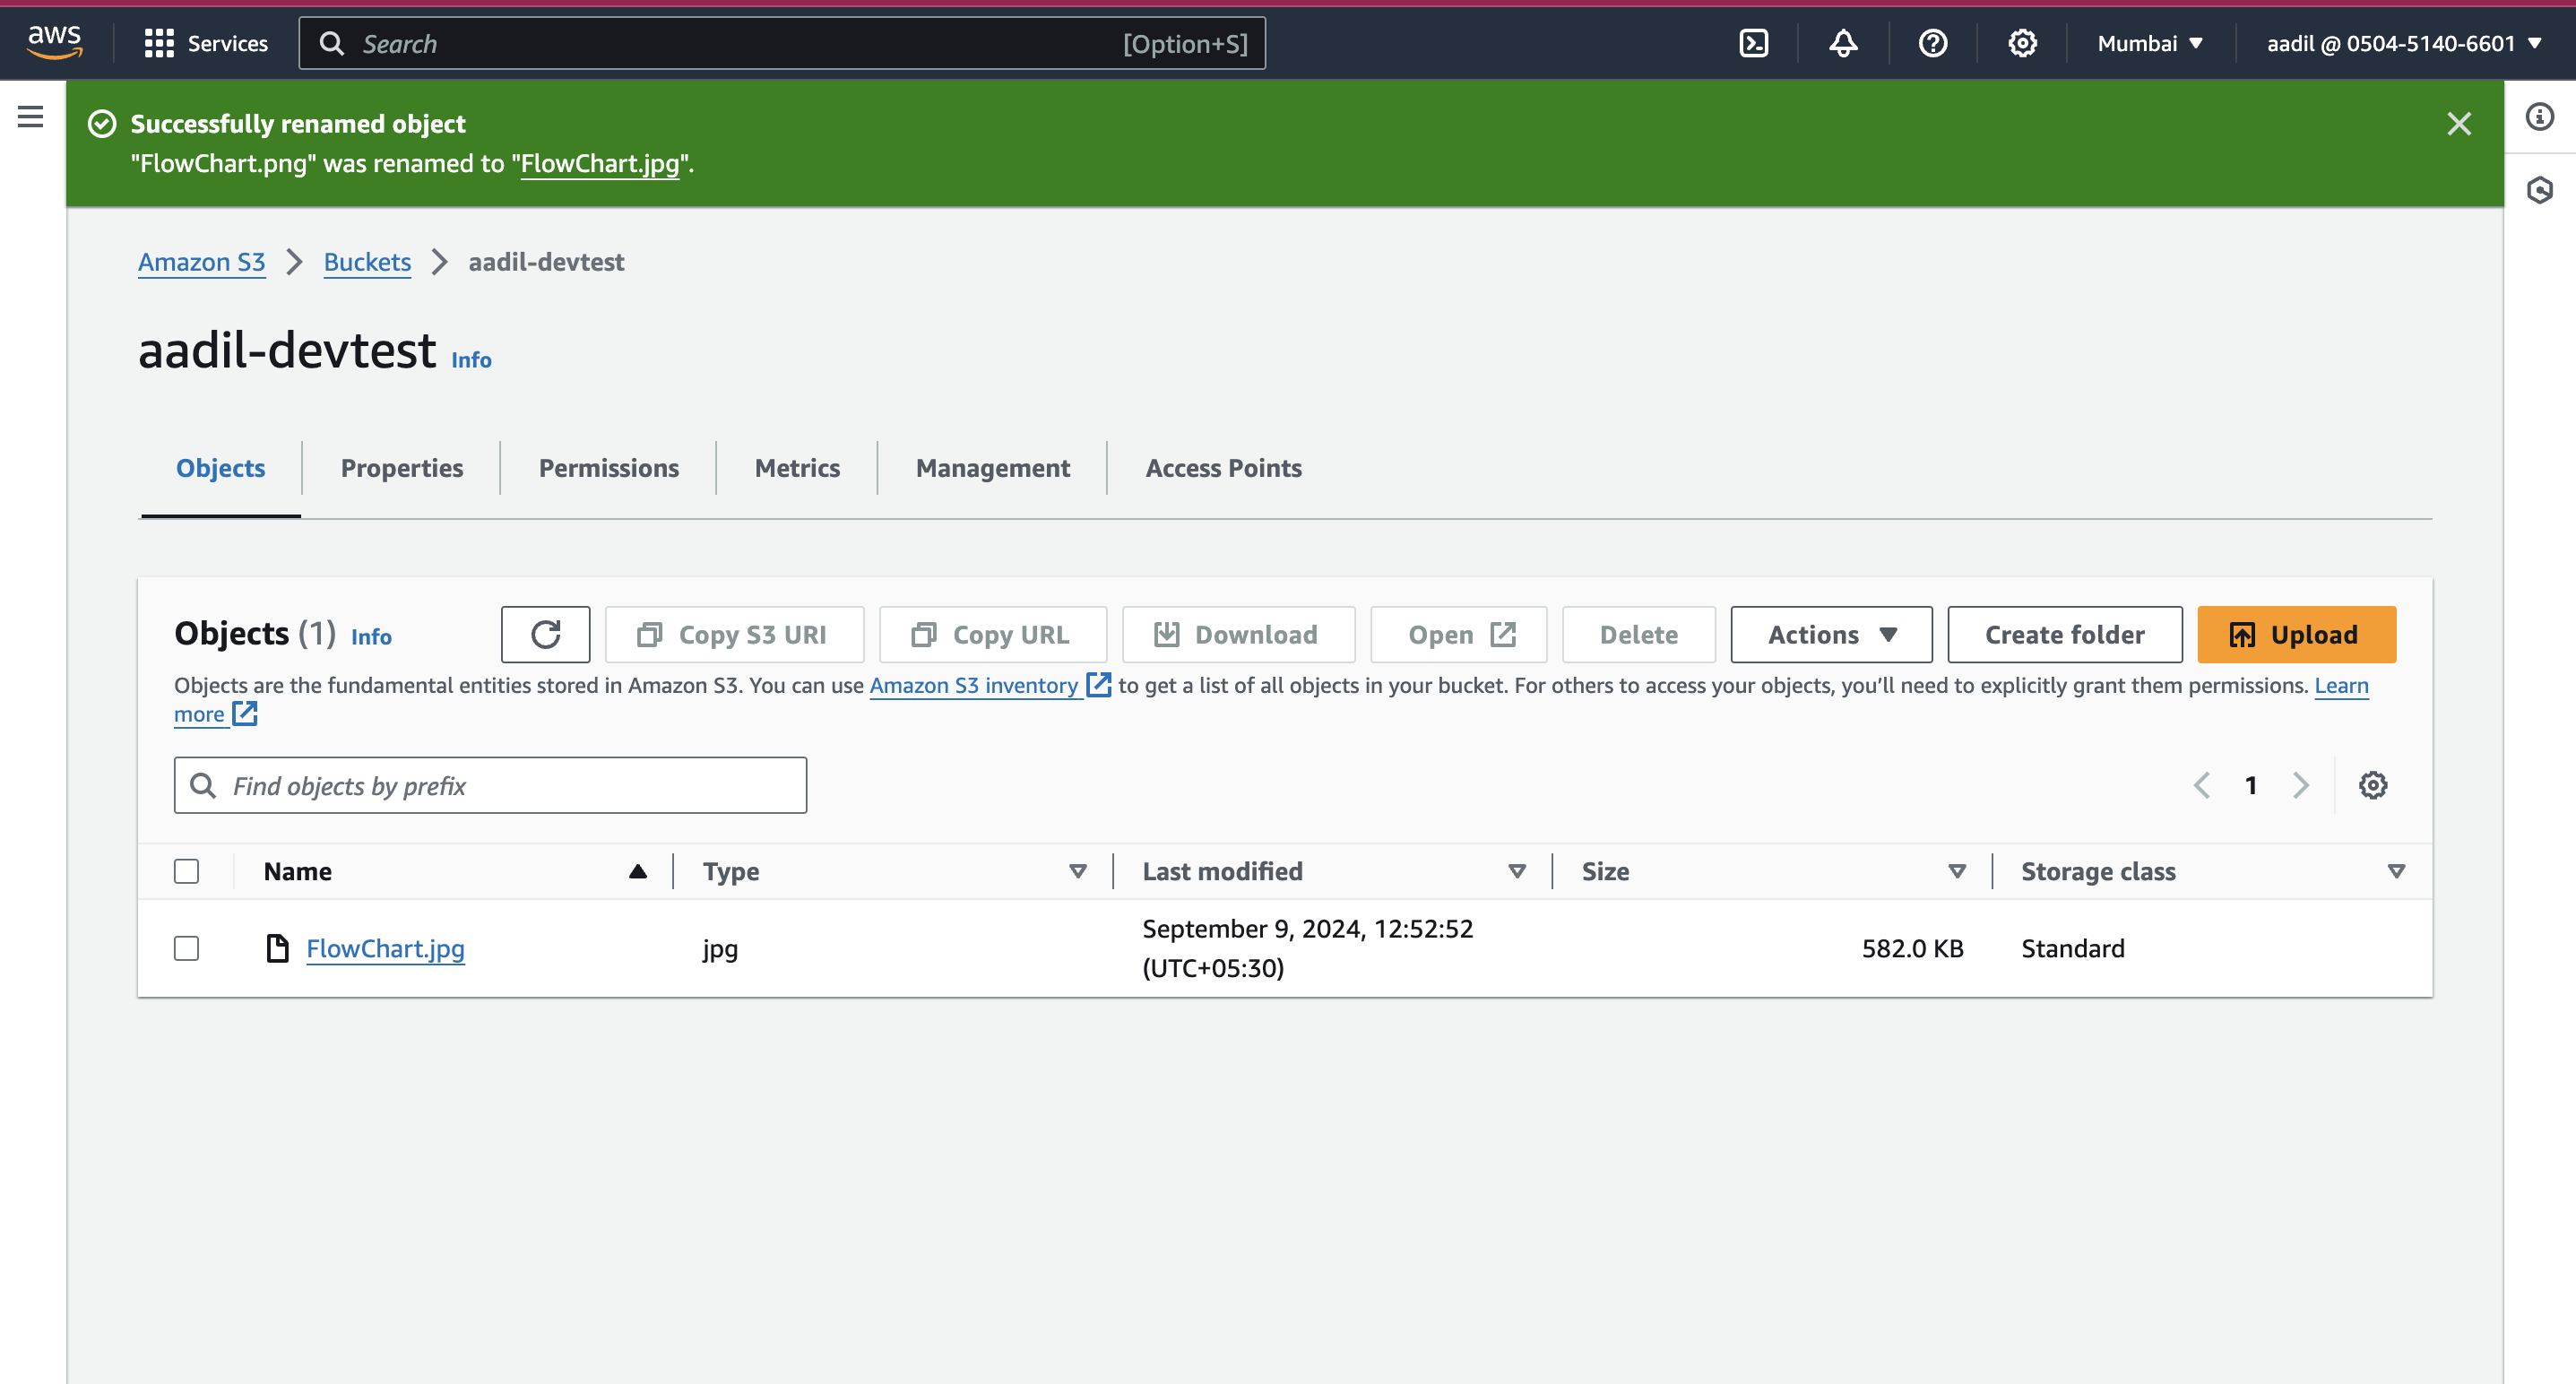 aws Services Search [Option+S] Mumbai aadil @ 0504-5140-6601
Successfully renamed object
"FlowChart.png" was renamed to "FlowChart.jpg".
Amazon S3 Buckets aadil-devtest
aadil-devtest Info
Objects Properties Permissions Metrics Management Access Points
Objects (1) Info Copy S3 URI Copy URL Download Open Delete Actions Create folder Upload
Objects are the fundamental entities stored in Amazon S3. You can use Amazon S3 inventory to get a list of all objects in your bucket. For others to access your objects, you’ll need to explicitly grant them permissions. Learn
more
Find objects by prefix 1
Name Type Last modified Size Storage class
FlowChart.jpg jpg September 9, 2024, 12:52:52 (UTC+05:30) 582.0 KB Standard